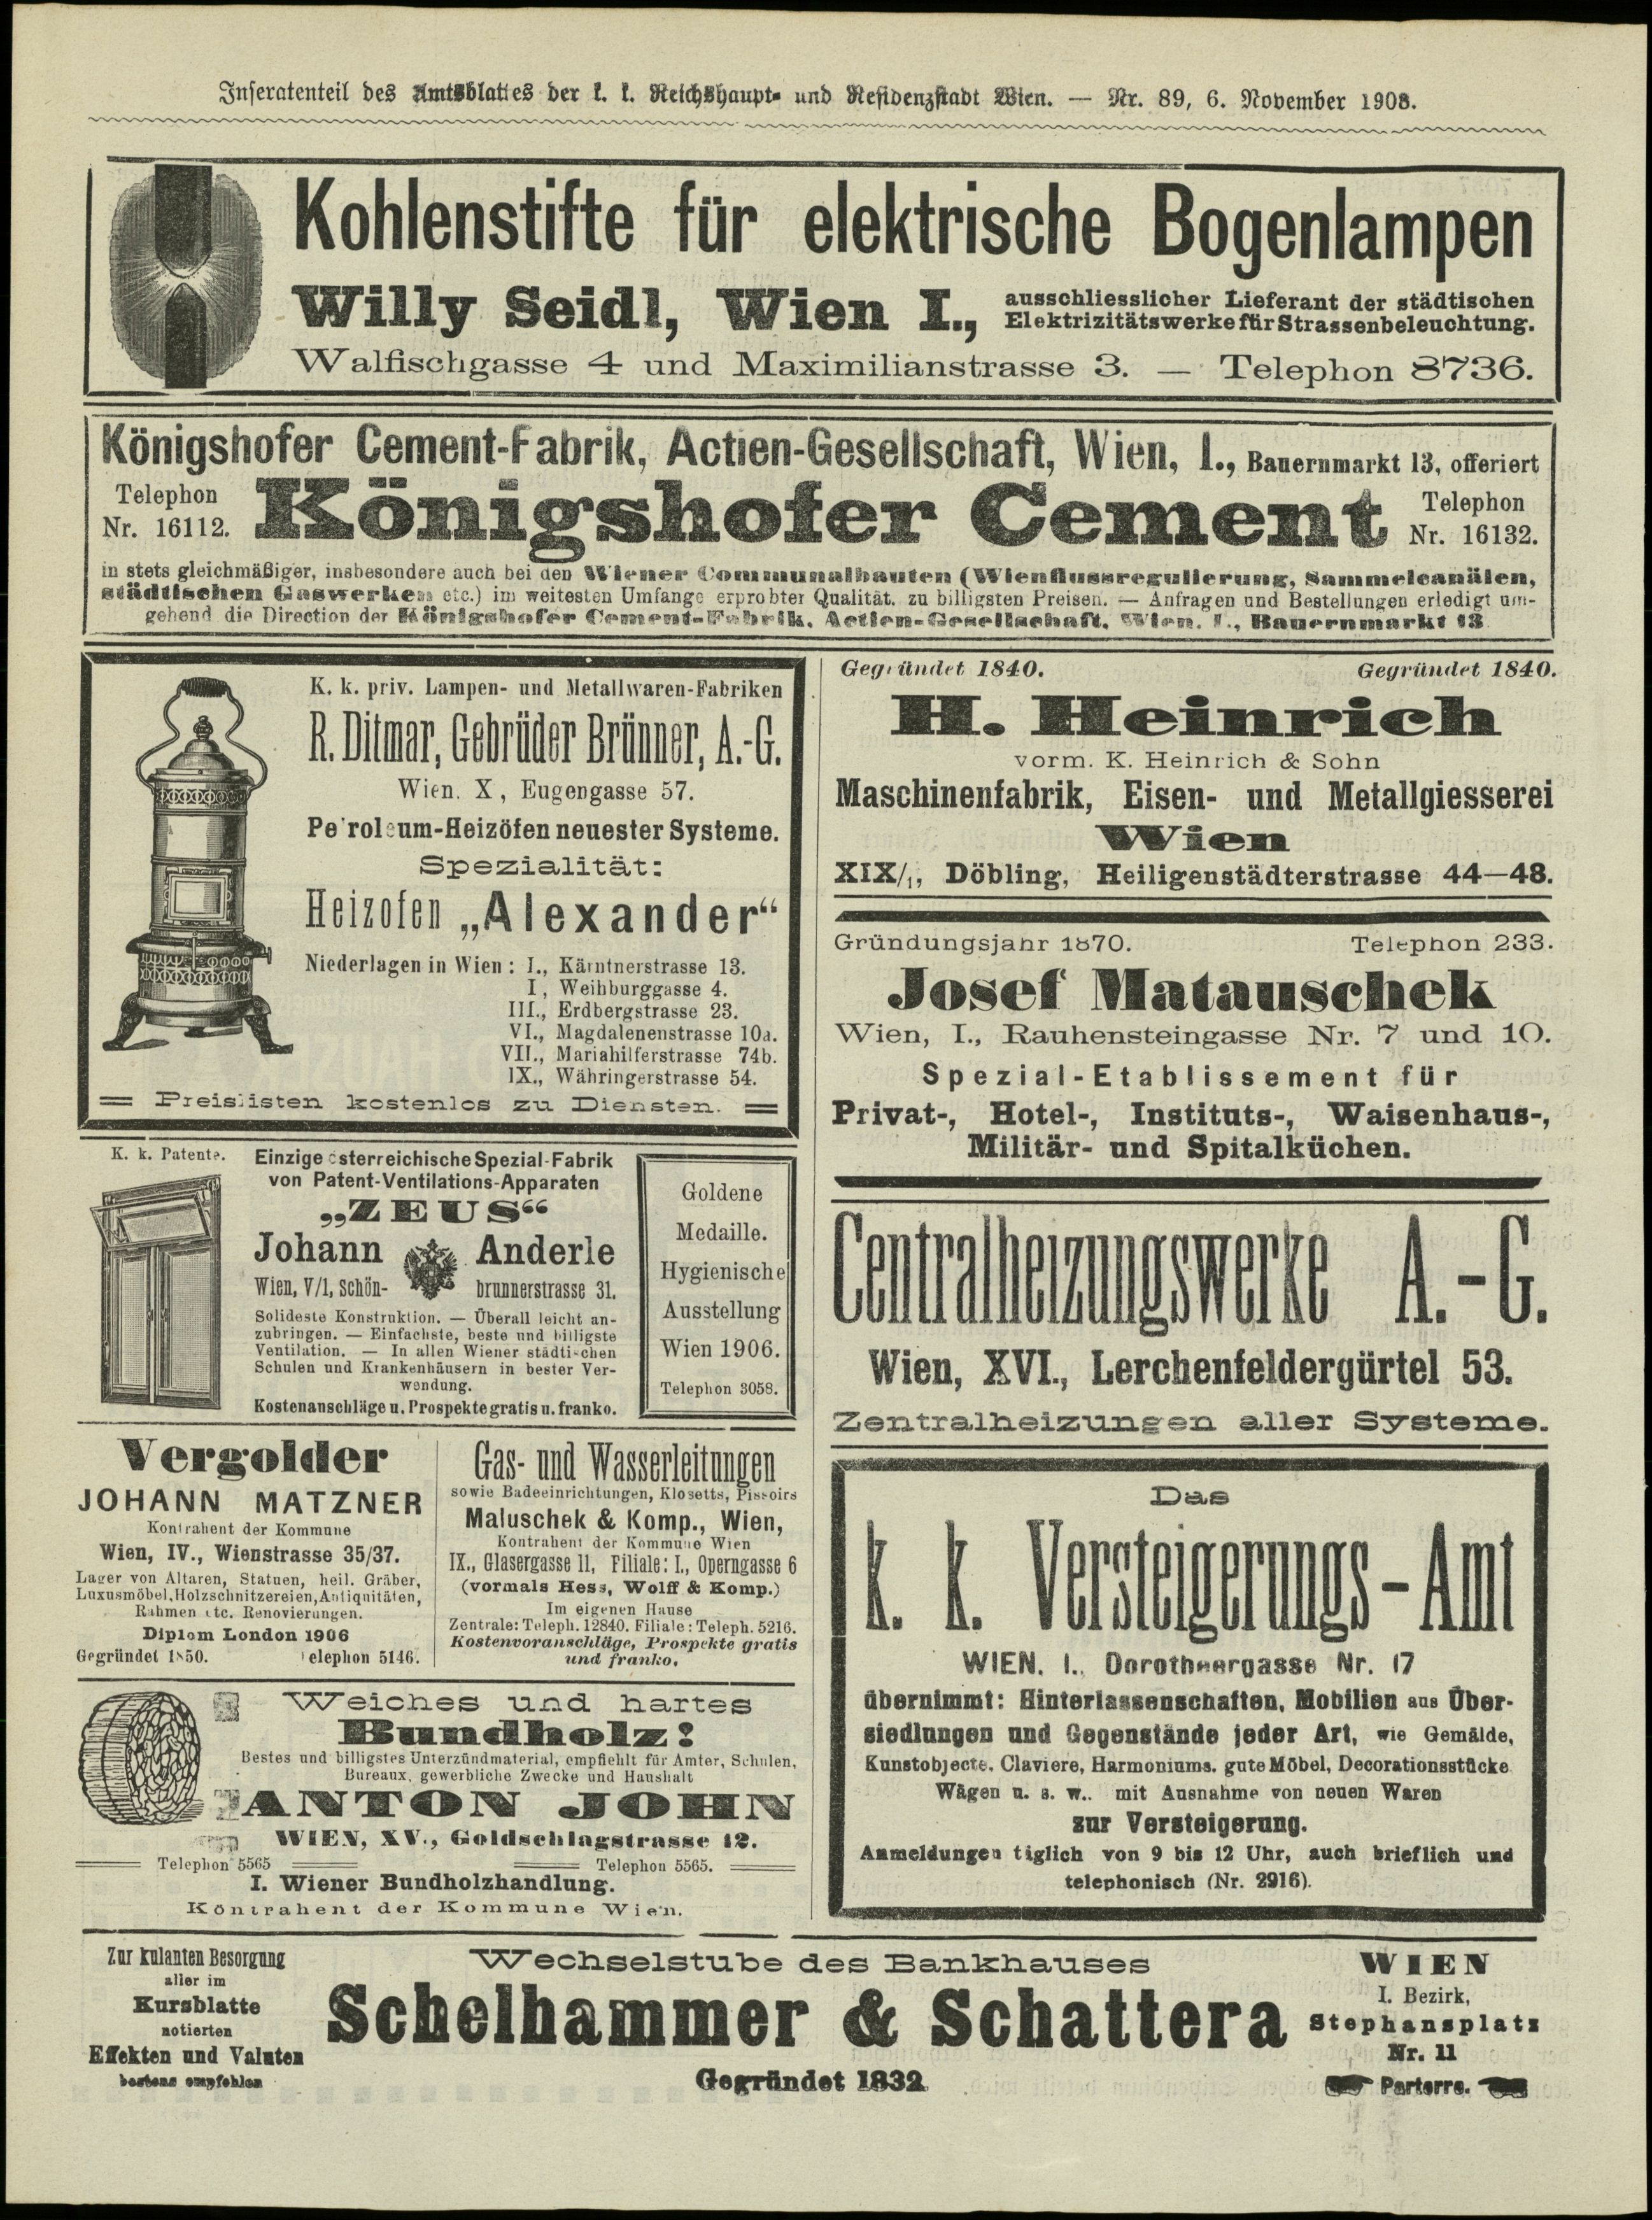 Inseratenteil des Amtsblattes der k. k. Reichshaupt- und Residenzstadt Wien. — Nr. 89, 6. November 1908.
Kohlenstifte für elektrische Bogenlampen
Willy Seidl, Wien I.,
ausschliesslicher Lieferant der städtischen
Elektrizitätswerke für Strassenbeleuchtung.
Walfischgasse 4 und Maximilianstrasse 3. — Telephon 8736.
Königshofer Cement-Fabrik, Actien-Gesellschaft, Wien, I., Bauernmarkt 13, offeriert
Telephon
Nr. 16112.
Königshofer Cement
Telephon
Nr. 16132.
in stets gleichmäßiger, insbesondere auch bei den Wiener Communalbauten (Wienflussregulierung, Sammelcanälen,
städtischen Gaswerken etc.) im weitesten Umfange erprobter Qualität, zu billigsten Preisen. — Anfragen und Bestellungen erledigt um-
gehend die Direction der Königshofer Cement-Fabrik, Actien-Gesellschaft, Wien, I., Bauernmarkt 13
K. k. priv. Lampen- und Metallwaren-Fabriken
R. Ditmar, Gebrüder Brünner, A.-G.
Wien, X, Eugengasse 57.
Petroleum-Heizöfen neuester Systeme.
Spezialität:
Heizofen „Alexander“
Niederlagen in Wien: I., Kärntnerstrasse 13.
I, Weihburggasse 4.
III., Erdbergstrasse 23.
VI., Magdalenenstrasse 10a.
VII., Mariahilferstrasse 74b.
IX., Währingerstrasse 54.
Preislisten kostenlos zu Diensten.
K. k. Patente.
Einzige österreichische Spezial-Fabrik
von Patent-Ventilations-Apparaten
„ZEUS“
Johann Anderle
Wien, V/1, Schön- brunnerstrasse 31.
Solideste Konstruktion. — Überall leicht an-
zubringen. — Einfachste, beste und billigste
Ventilation. — In allen Wiener städtischen
Schulen und Krankenhäusern in bester Ver-
wendung.
Kostenanschläge u. Prospekte gratis u. franko.
Goldene
Medaille.
Hygienische
Ausstellung
Wien 1906.
Telephon 3058.
Vergolder
JOHANN MATZNER
Kontrahent der Kommune
Wien, IV., Wienstrasse 35/37.
Lager von Altaren, Statuen, heil. Gräber,
Luxusmöbel, Holzschnitzereien, Antiquitäten,
Rahmen etc. Renovierungen.
Diplom London 1906
Gegründet 1850. Telephon 5146.
Gas- und Wasserleitungen
sowie Badeeinrichtungen, Klosetts, Pissoirs
Maluschek & Komp., Wien,
Kontrahent der Kommune Wien
IX., Glasergasse 11, Filiale: I., Operngasse 6
(vormals Hess, Wolff & Komp.)
Im eigenen Hause
Zentrale: Teleph. 12840. Filiale: Teleph. 5216.
Kostenvoranschläge, Prospekte gratis
und franko.
Weiches und hartes
Bundholz!
Bestes und billigstes Unterzündmaterial, empfiehlt für Ämter, Schulen,
Bureaux, gewerbliche Zwecke und Haushalt
ANTON JOHN
WIEN, XV., Goldschlagstrasse 12.
Telephon 5565 Telephon 5565.
I. Wiener Bundholzhandlung.
Kontrahent der Kommune Wien.
Gegründet 1840. Gegründet 1840.
H. Heinrich
vorm. K. Heinrich & Sohn
Maschinenfabrik, Eisen- und Metallgiesserei
Wien
XIX/1, Döbling, Heiligenstädterstrasse 44—48.
Gründungsjahr 1870. Telephon 233.
Josef Matauschek
Wien, I., Rauhensteingasse Nr. 7 und 10.
Spezial-Etablissement für
Privat-, Hotel-, Instituts-, Waisenhaus-,
Militär- und Spitalküchen.
Centralheizungswerke A.-G.
Wien, XVI., Lerchenfeldergürtel 53.
Zentralheizungen aller Systeme.
Das
k. k. Versteigerungs-Amt
WIEN, I., Dorotheergasse Nr. 17
übernimmt: Hinterlassenschaften, Mobilien aus Über-
siedlungen und Gegenstände jeder Art, wie Gemälde,
Kunstobjecte, Claviere, Harmoniums, gute Möbel, Decorationsstücke
Wägen u. s. w., mit Ausnahme von neuen Waren
zur Versteigerung.
Anmeldungen täglich von 9 bis 12 Uhr, auch brieflich und
telephonisch (Nr. 2916).
Zur kulanten Besorgung
aller im
Kursblatte
notierten
Effekten und Valuten
bestens empfohlen
Wechselstube des Bankhauses
Schelhammer & Schattera
Gegründet 1832
WIEN
I. Bezirk,
Stephansplatz
Nr. 11
Parterre.